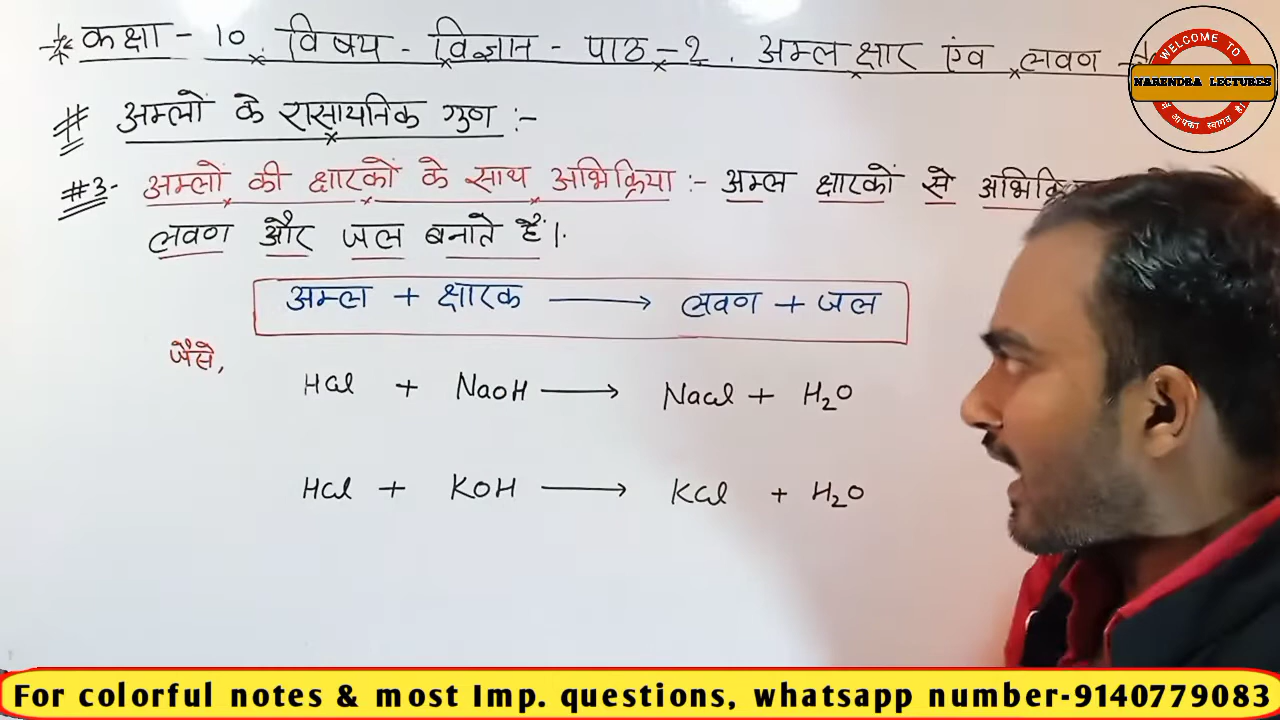 * कक्षा - 10. विषय - विज्ञान - पाठ - 2. अम्ल क्षार एंव लवण
# अम्लों के रासायनिक गुण :-
#3- अम्लों की क्षारकों के साथ अभिक्रिया :- अम्ल क्षारकों से
लवण और जल बनाते हैं।
अम्ल + क्षारक ⟶ लवण + जल
जैसे,
HCl + NaOH ⟶ NaCl + H₂O
HCl + KOH ⟶ KCl + H₂O
WELCOME TO
NARENDRA LECTURES
में आपका स्वागत है।
For colorful notes & most Imp. questions, whatsapp number-9140779083